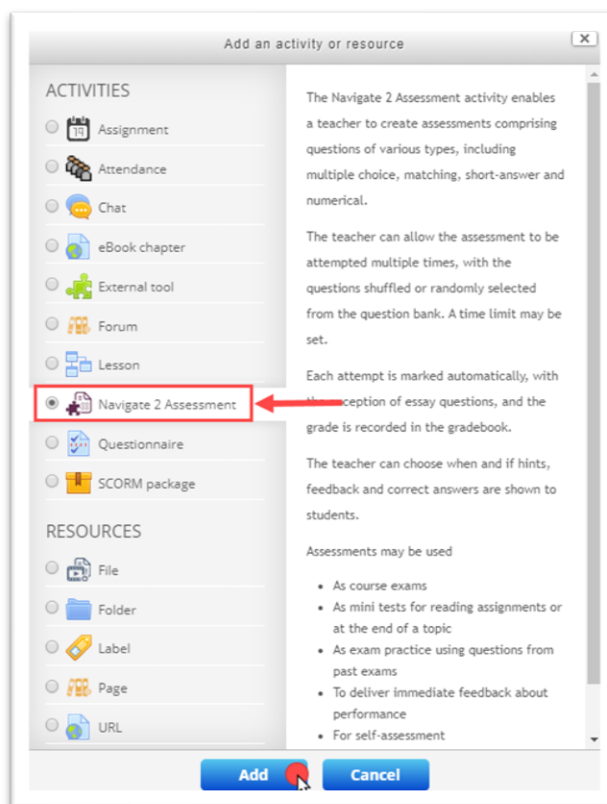 Add an activity or resource
ACTIVITIES
Assignment
Attendance
Chat
eBook chapter
External tool
Forum
Lesson
Navigate 2 Assessment
Questionnaire
SCORM package
RESOURCES
File
Folder
Label
Page
URL
The Navigate 2 Assessment activity enables
a teacher to create assessments comprising
questions of various types, including
multiple choice, matching, short-answer and
numerical.
The teacher can allow the assessment to be
attempted multiple times, with the
questions shuffled or randomly selected
from the question bank. A time limit may be
set.
Each attempt is marked automatically, with
the exception of essay questions, and the
grade is recorded in the gradebook.
The teacher can choose when and if hints,
feedback and correct answers are shown to
students.
Assessments may be used
• As course exams
• As mini tests for reading assignments or
at the end of a topic
• As exam practice using questions from
past exams
• To deliver immediate feedback about
performance
• For self-assessment
Add
Cancel